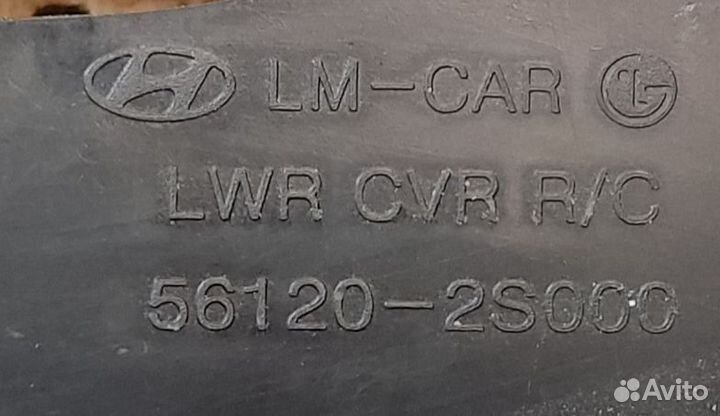 LM-CAR
LWR CVR R/C
56120-2S000
Avito